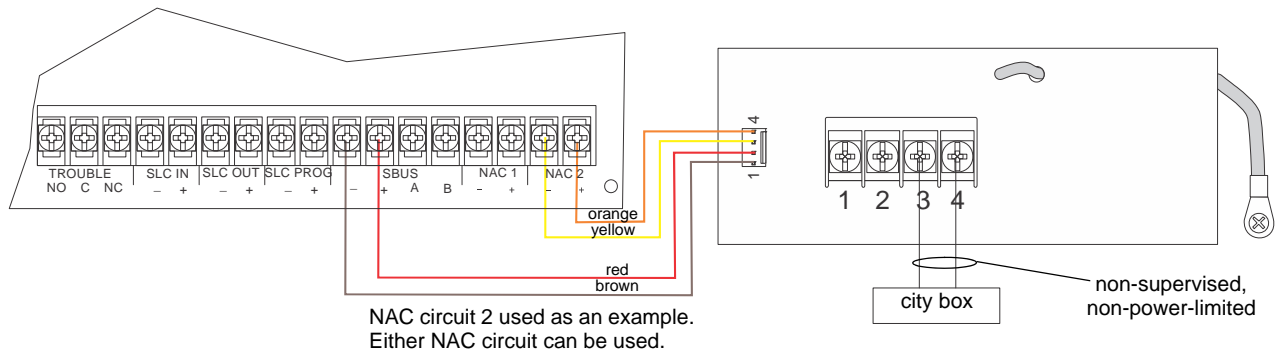 TROUBLE SLC IN SLC OUT SLC PROG SBUS NAC 1 NAC 2
NO C NC – + – + – + – + A B - + - +
orange
yellow
red
brown
4
1
1 2 3 4
city box
non-supervised,
non-power-limited
NAC circuit 2 used as an example.
Either NAC circuit can be used.